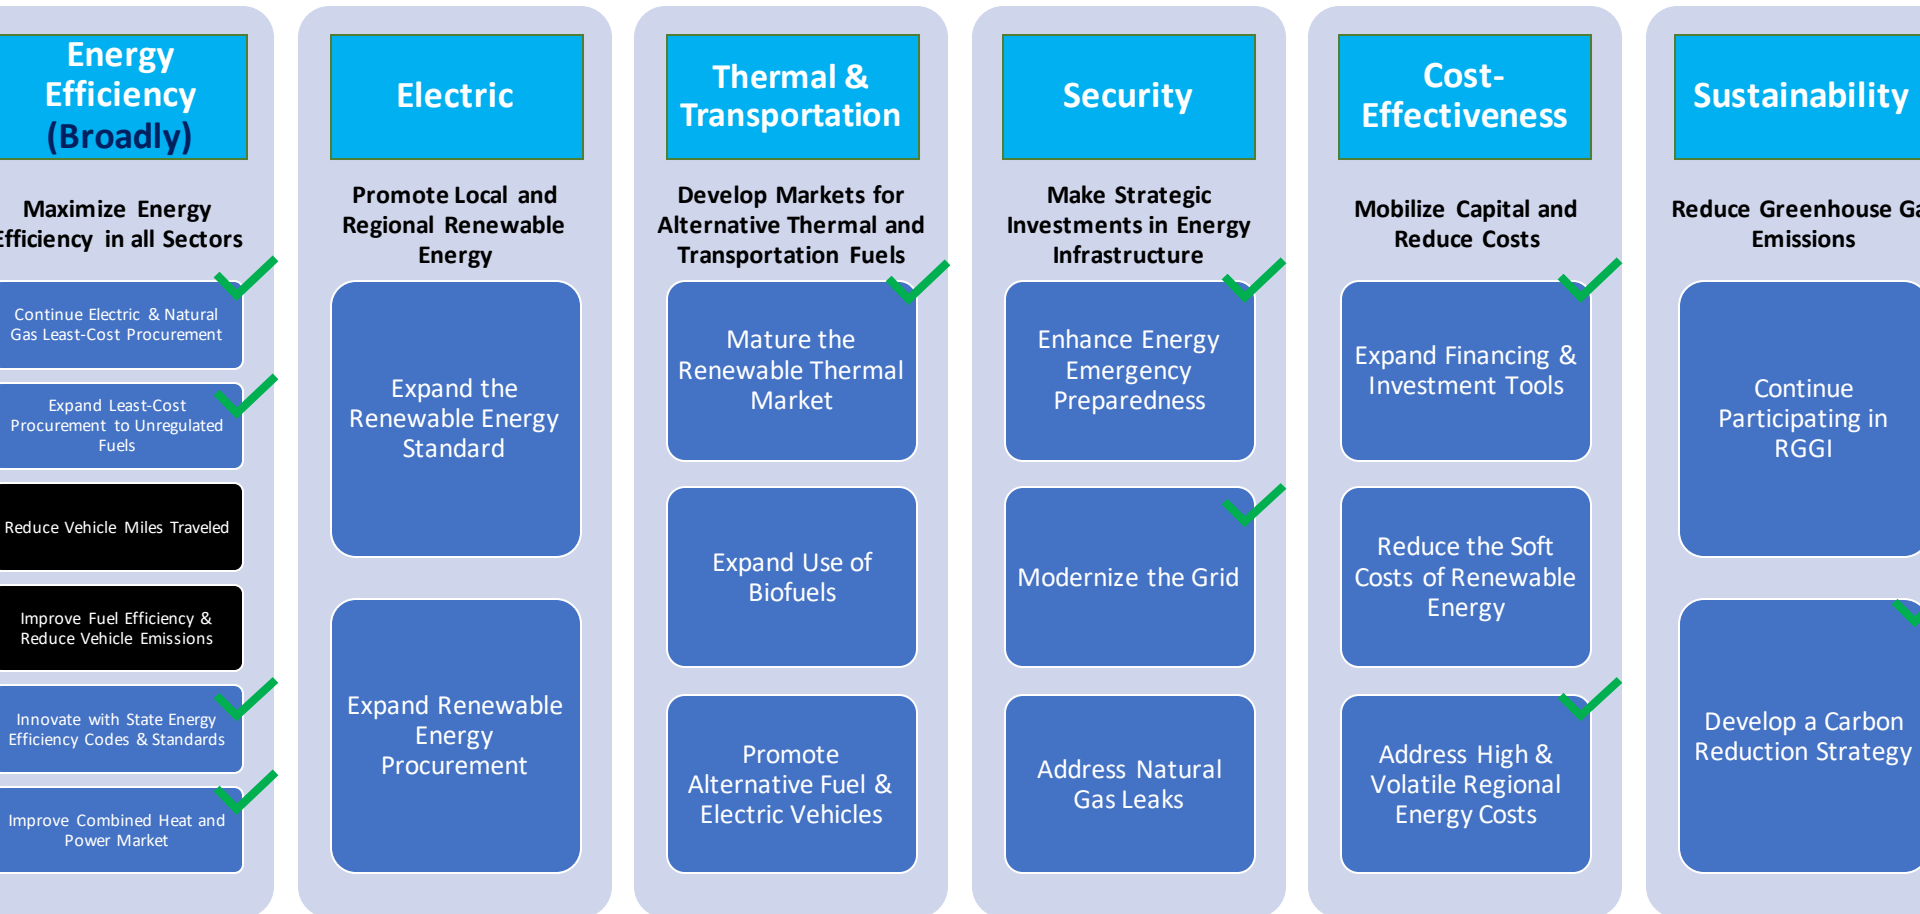 Energy
Efficiency
(Broadly)
Maximize Energy
Efficiency in all Sectors
Continue Electric & Natural
Gas Least-Cost Procurement
Expand Least-Cost
Procurement to Unregulated
Fuels
Reduce Vehicle Miles Traveled
Improve Fuel Efficiency &
Reduce Vehicle Emissions
Innovate with State Energy
Efficiency Codes & Standards
Improve Combined Heat and
Power Market
Electric
Promote Local and
Regional Renewable
Energy
Expand the
Renewable Energy
Standard
Expand Renewable
Energy
Procurement
Thermal &
Transportation
Develop Markets for
Alternative Thermal and
Transportation Fuels
Mature the
Renewable Thermal
Market
Expand Use of
Biofuels
Promote
Alternative Fuel &
Electric Vehicles
Security
Make Strategic
Investments in Energy
Infrastructure
Enhance Energy
Emergency
Preparedness
Modernize the Grid
Address Natural
Gas Leaks
Cost-
Effectiveness
Mobilize Capital and
Reduce Costs
Expand Financing &
Investment Tools
Reduce the Soft
Costs of Renewable
Energy
Address High &
Volatile Regional
Energy Costs
Sustainability
Reduce Greenhouse Ga
Emissions
Continue
Participating in
RGGI
Develop a Carbon
Reduction Strategy